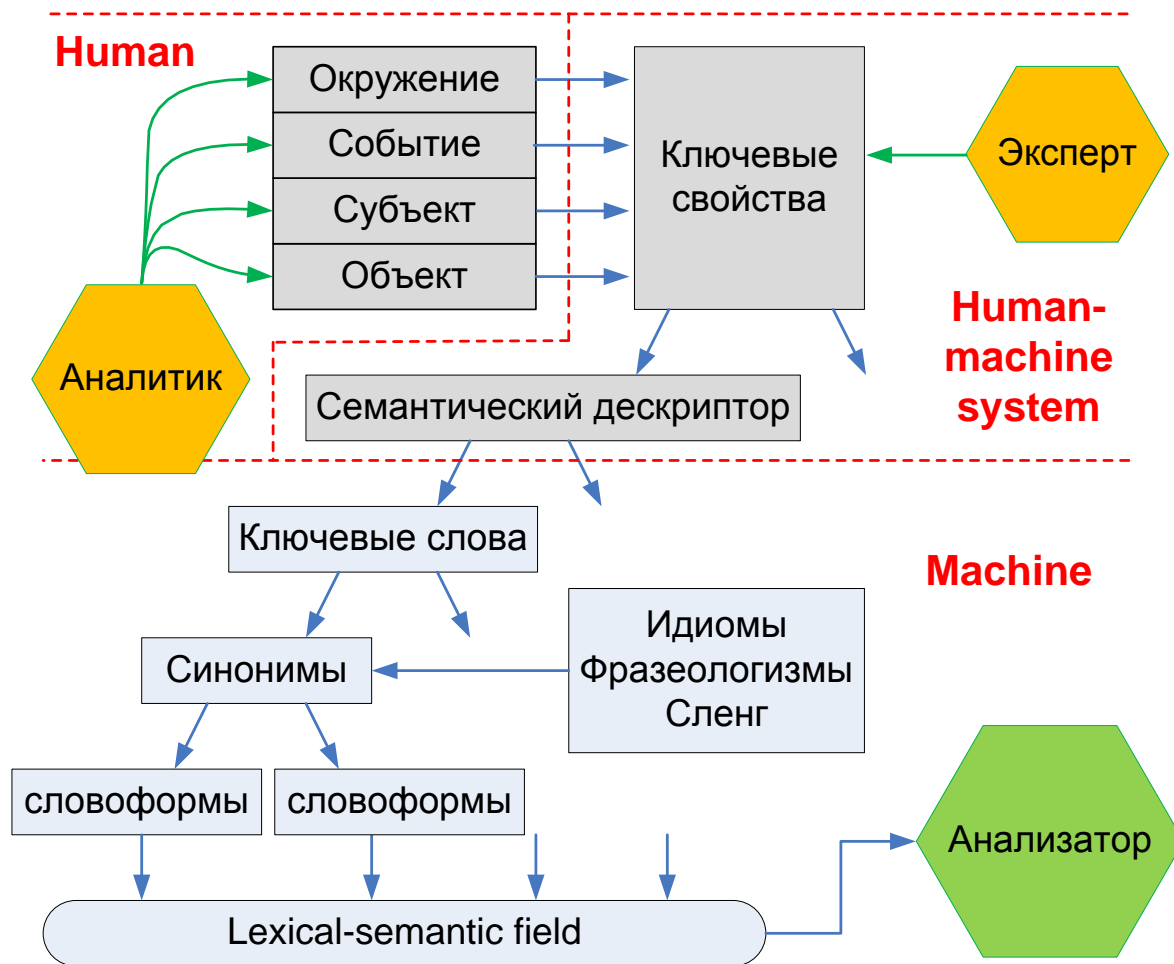 Human
Окружение
Событие
Субъект
Объект
Ключевые
свойства
Эксперт
Аналитик
Human-
machine
system
Семантический дескриптор
Ключевые слова
Machine
Идиомы
Фразеологизмы
Сленг
Синонимы
словоформы
словоформы
Анализатор
Lexical-semantic field